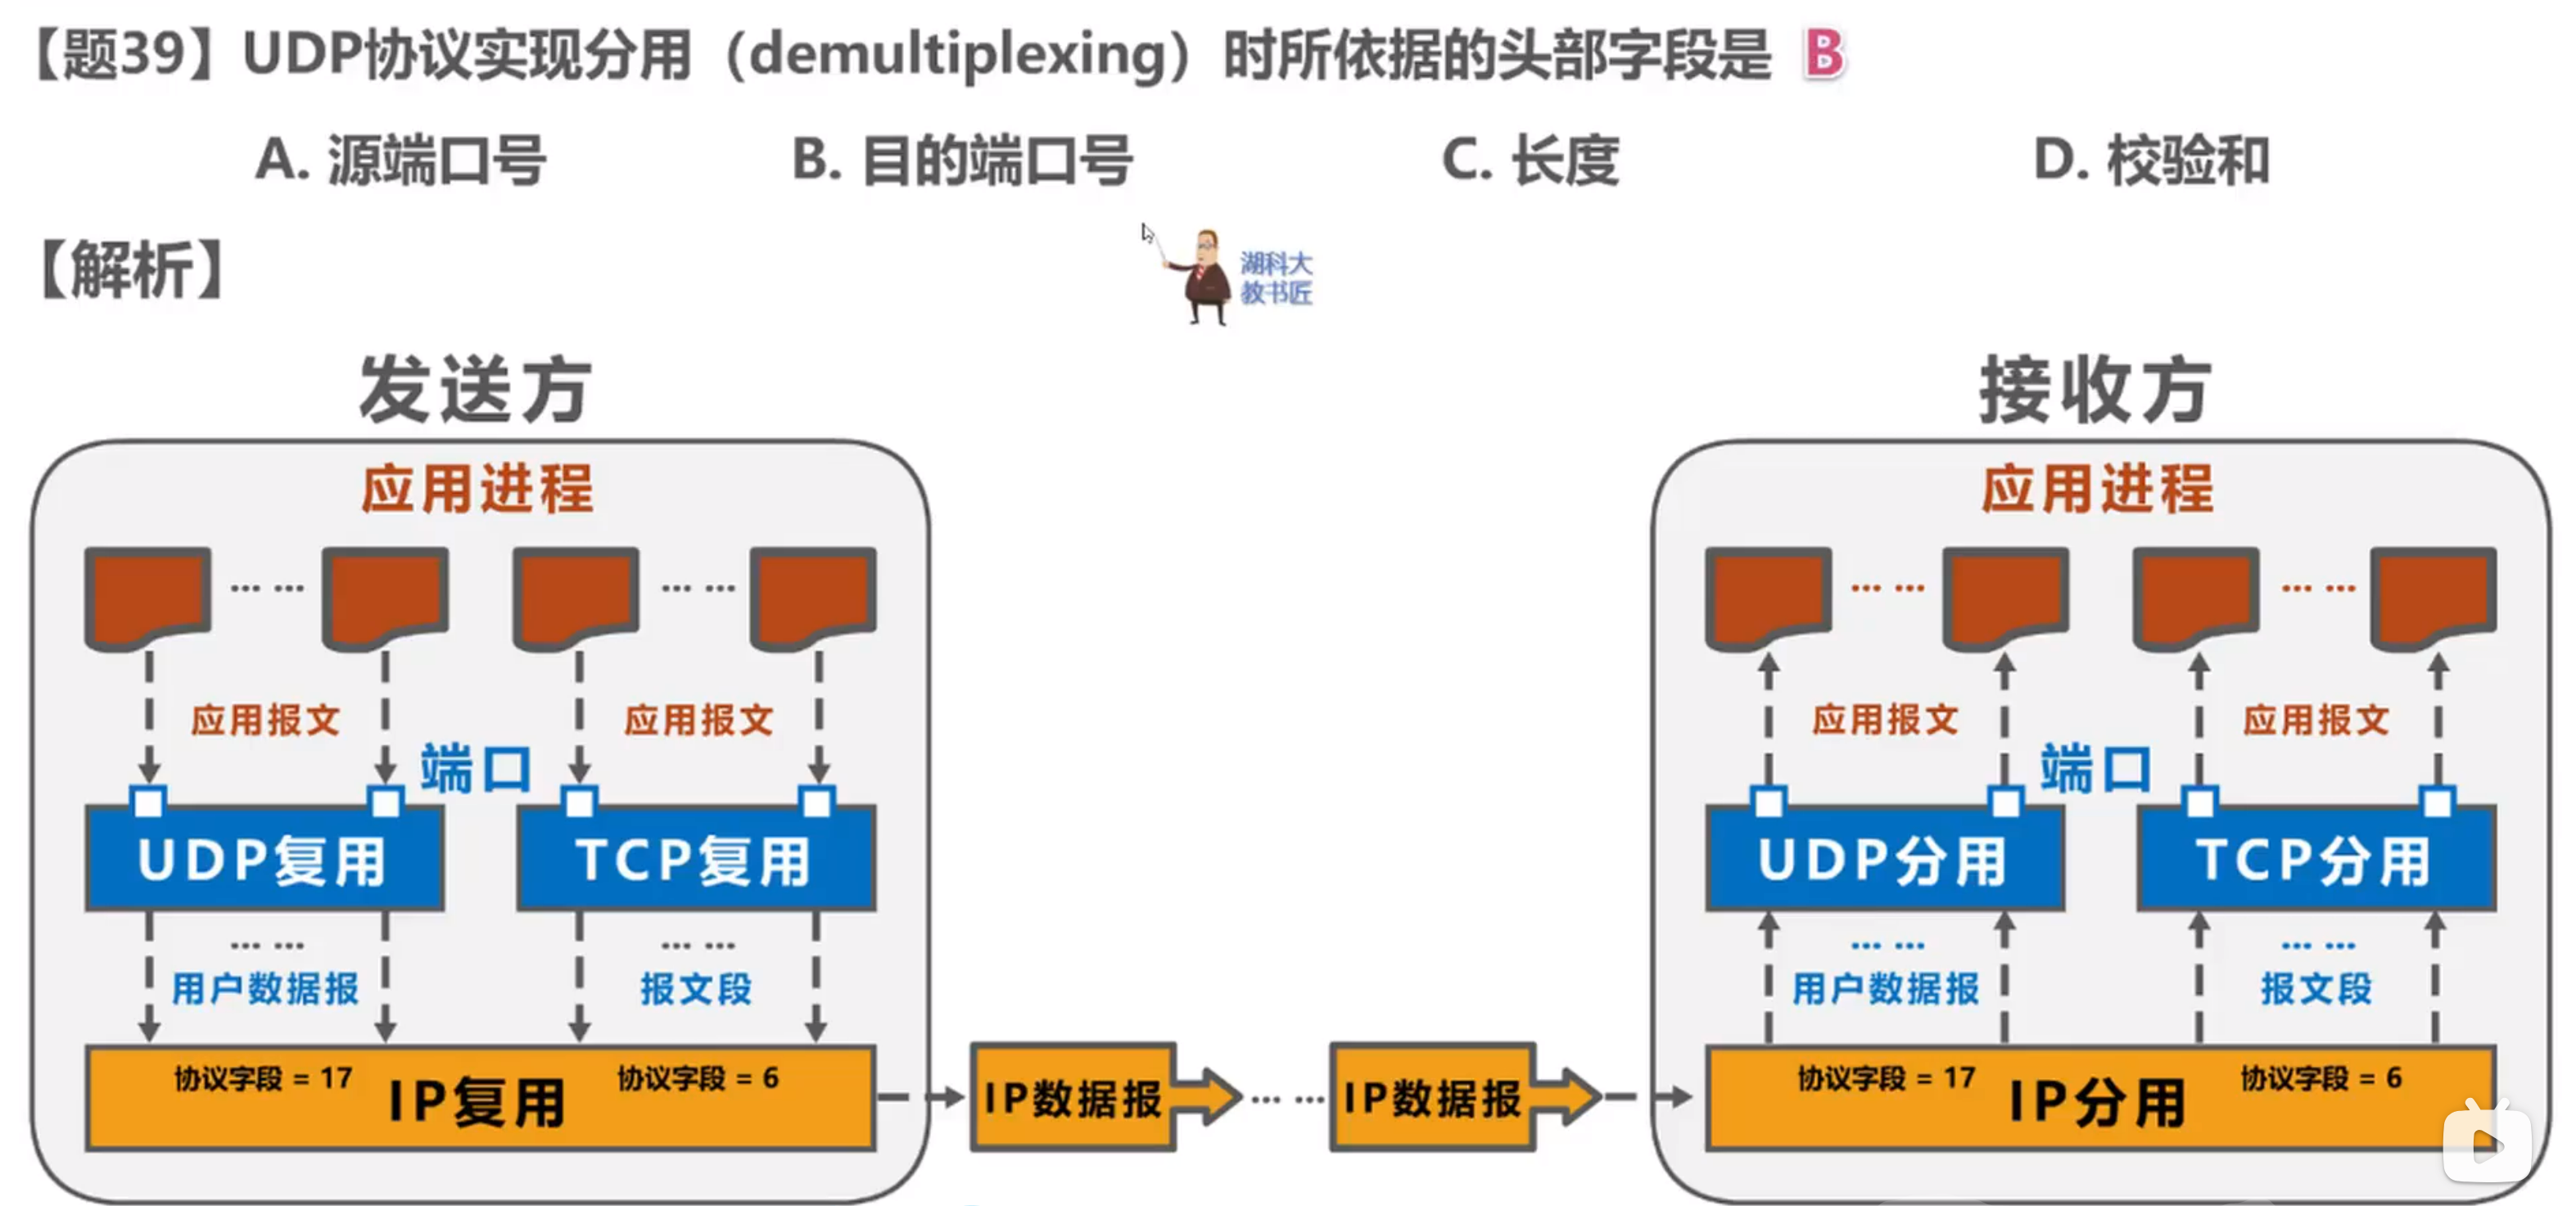 【题39】UDP协议实现分用（demultiplexing）时所依据的头部字段是 B
A. 源端口号 B. 目的端口号 C. 长度 D. 校验和
【解析】
湖科大
教书匠
发送方
应用进程
... ... ... ...
应用报文 应用报文
端口
UDP复用 TCP复用
... ... ... ...
用户数据报 报文段
协议字段 = 17 IP复用 协议字段 = 6
IP数据报 ... ... IP数据报
接收方
应用进程
... ... ... ...
应用报文 应用报文
端口
UDP分用 TCP分用
... ... ... ...
用户数据报 报文段
协议字段 = 17 IP分用 协议字段 = 6